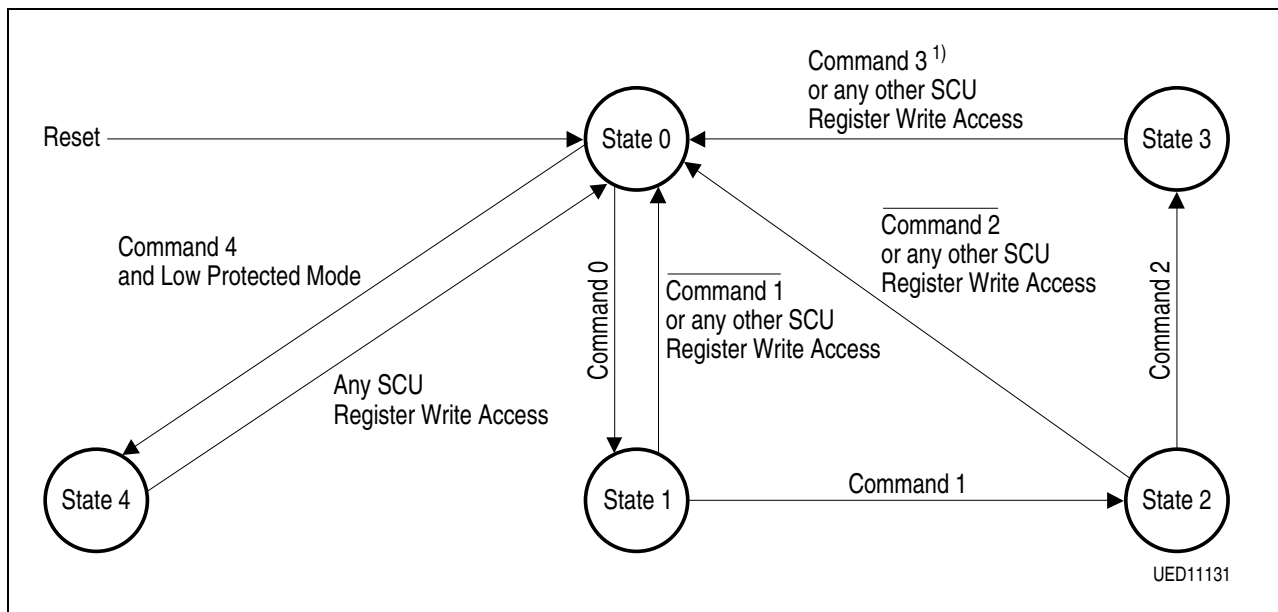 Command 3 1)
or any other SCU
Register Write Access
Reset
State 0
State 3
Command 4
and Low Protected Mode
Command 0
Command 1
or any other SCU
Register Write Access
Command 2
or any other SCU
Register Write Access
Command 2
Any SCU
Register Write Access
State 4
State 1
Command 1
State 2
UED11131